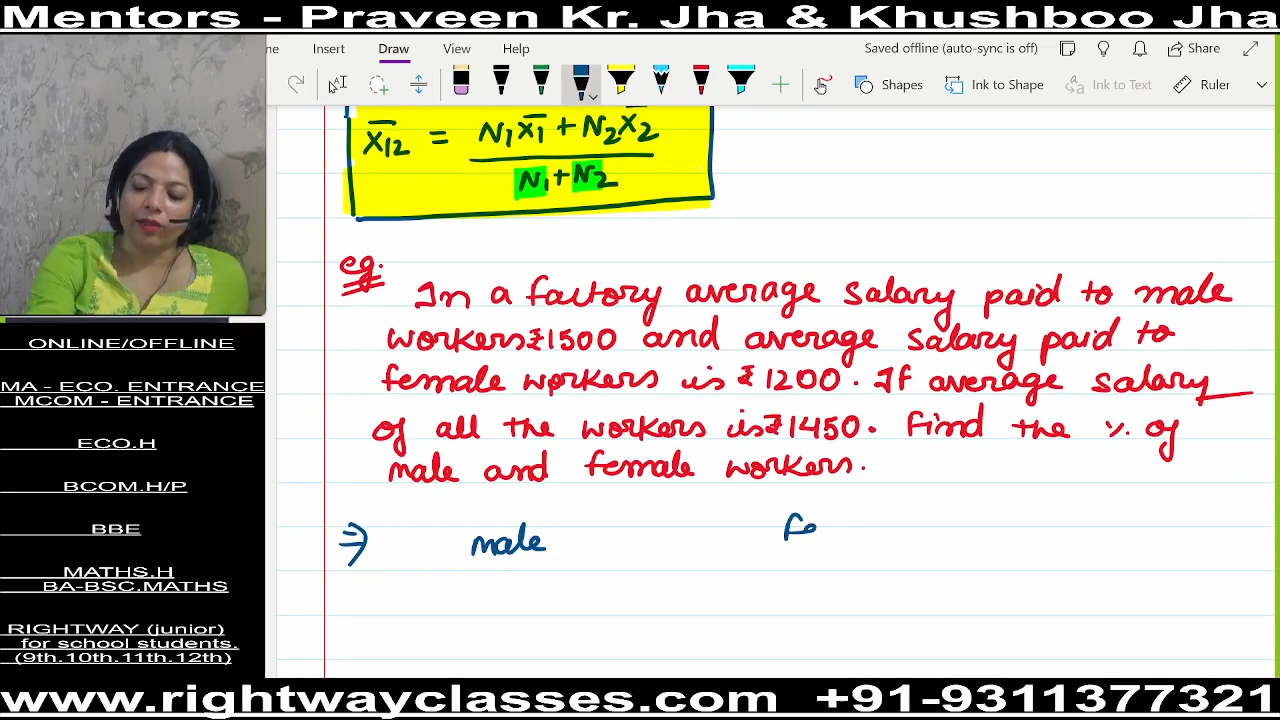 Mentors - Praveen Kr. Jha & Khushboo Jha
Insert Draw View Help
Saved offline (auto-sync is off) Share
Shapes Ink to Shape Ink to Text Ruler
X̅12 = N1x̅1 + N2x̅2
N1 + N2
eg.
In a factory average salary paid to male
workers ₹1500 and average salary paid to
female workers is ₹1200. If average salary
of all the workers is ₹1450. Find the % of
male and female workers.
⇒ male Fe
ONLINE/OFFLINE
MA - ECO. ENTRANCE
MCOM - ENTRANCE
ECO.H
BCOM.H/P
BBE
MATHS.H
BA-BSC.MATHS
RIGHTWAY (junior)
for school students.
(9th.10th.11th.12th)
www.rightwayclasses.com +91-9311377321